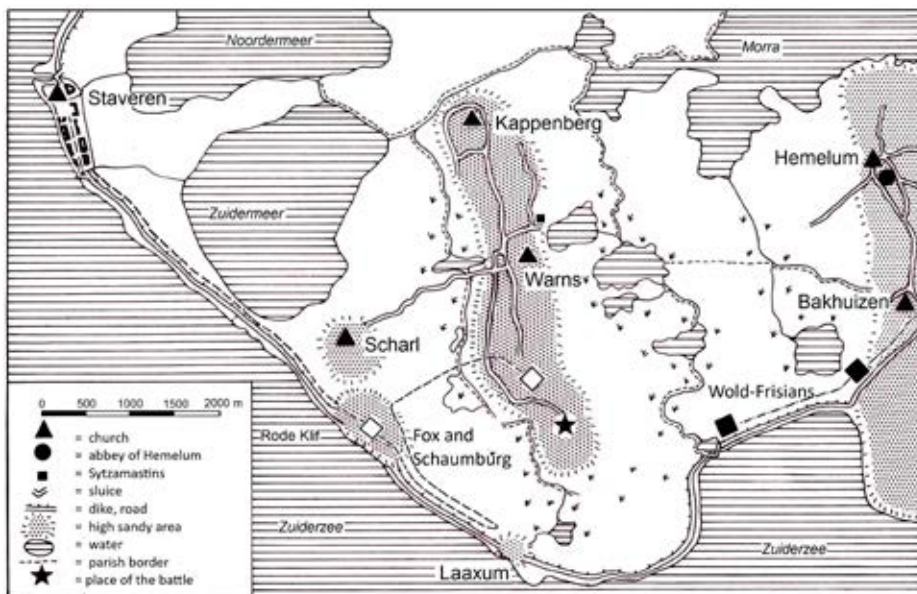 Noordermeer
Morra
Staveren
Kappenberg
Hemelum
Zuidermeer
Warns
Bakhuizen
Scharl
Wold-Frisians
Rode Klif
Fox and
Schaumburg
Zuiderzee
Zuiderzee
Laaxum
0 500 1000 1500 2000 m
= church
= abbey of Hemelum
= Sytzamastins
= sluice
= dike, road
= high sandy area
= water
= parish border
= place of the battle